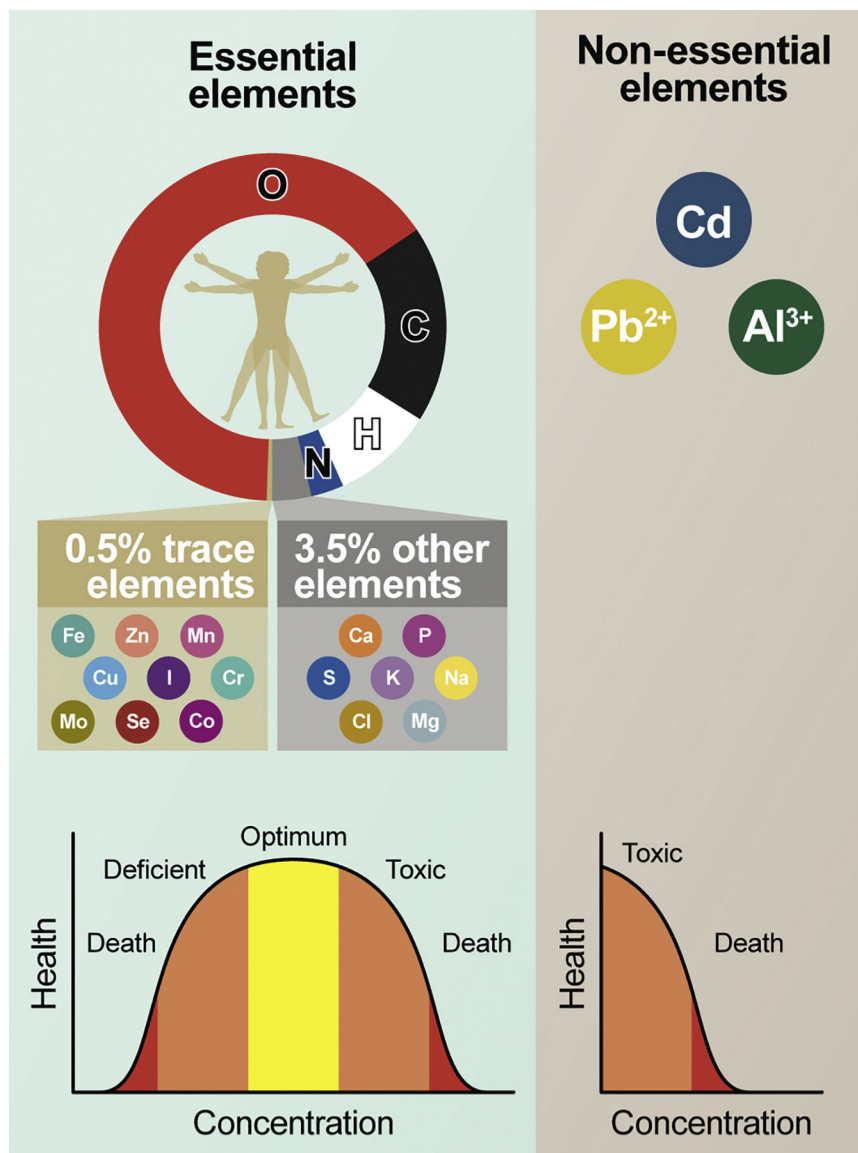 Essential
elements
O
C
H
N
0.5% trace
elements
Fe Zn Mn
Cu I Cr
Mo Se Co
3.5% other
elements
Ca P
S K Na
Cl Mg
Health
Death
Deficient
Optimum
Toxic
Death
Concentration
Non-essential
elements
Cd
Pb²⁺ Al³⁺
Health
Toxic
Death
Concentration